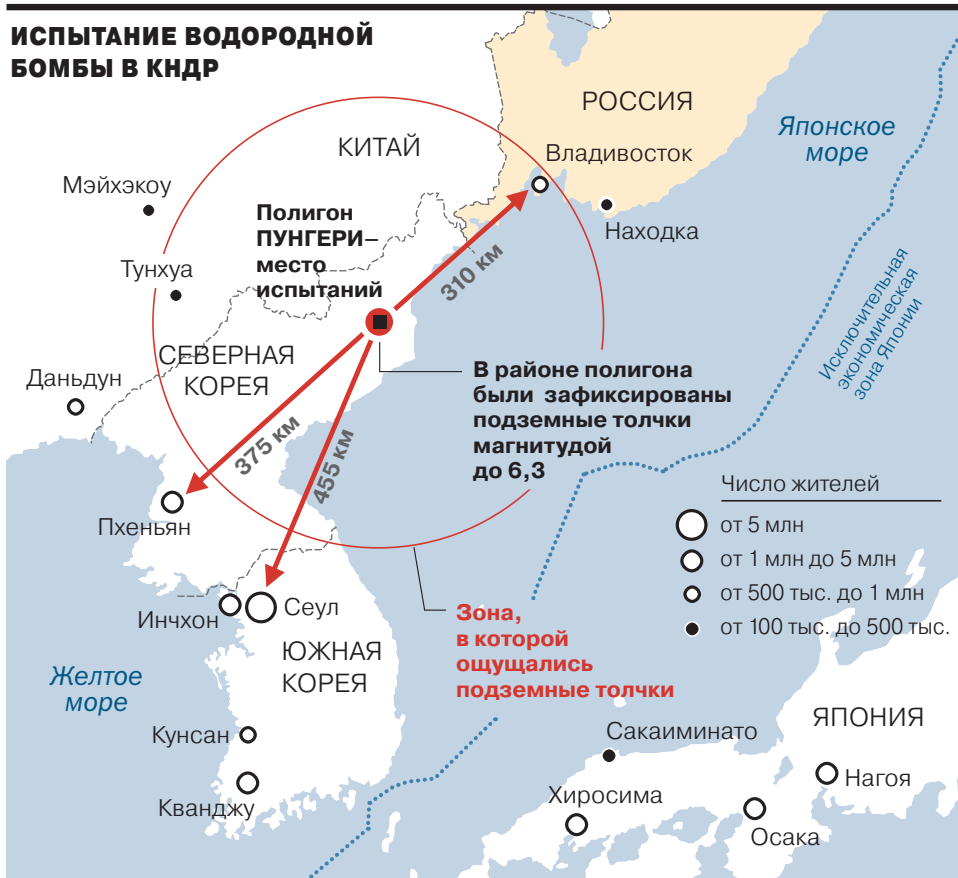 ИСПЫТАНИЕ ВОДОРОДНОЙ
БОМБЫ В КНДР
РОССИЯ
Японское
море
КИТАЙ
Владивосток
Мэйхэкоу
Находка
Полигон
ПУНГЕРИ–
место
испытаний
310 км
Тунхуа
Исключительная
экономическая
зона Японии
СЕВЕРНАЯ
КОРЕЯ
Даньдун
В районе полигона
были зафиксированы
подземные толчки
магнитудой
до 6,3
375 км
455 км
Пхеньян
Число жителей
от 5 млн
от 1 млн до 5 млн
от 500 тыс. до 1 млн
от 100 тыс. до 500 тыс.
Инчхон
Сеул
Зона,
в которой
ощущались
подземные толчки
ЮЖНАЯ
КОРЕЯ
Желтое
море
Кунсан
Кванджу
Сакаиминато
ЯПОНИЯ
Хиросима
Нагоя
Осака